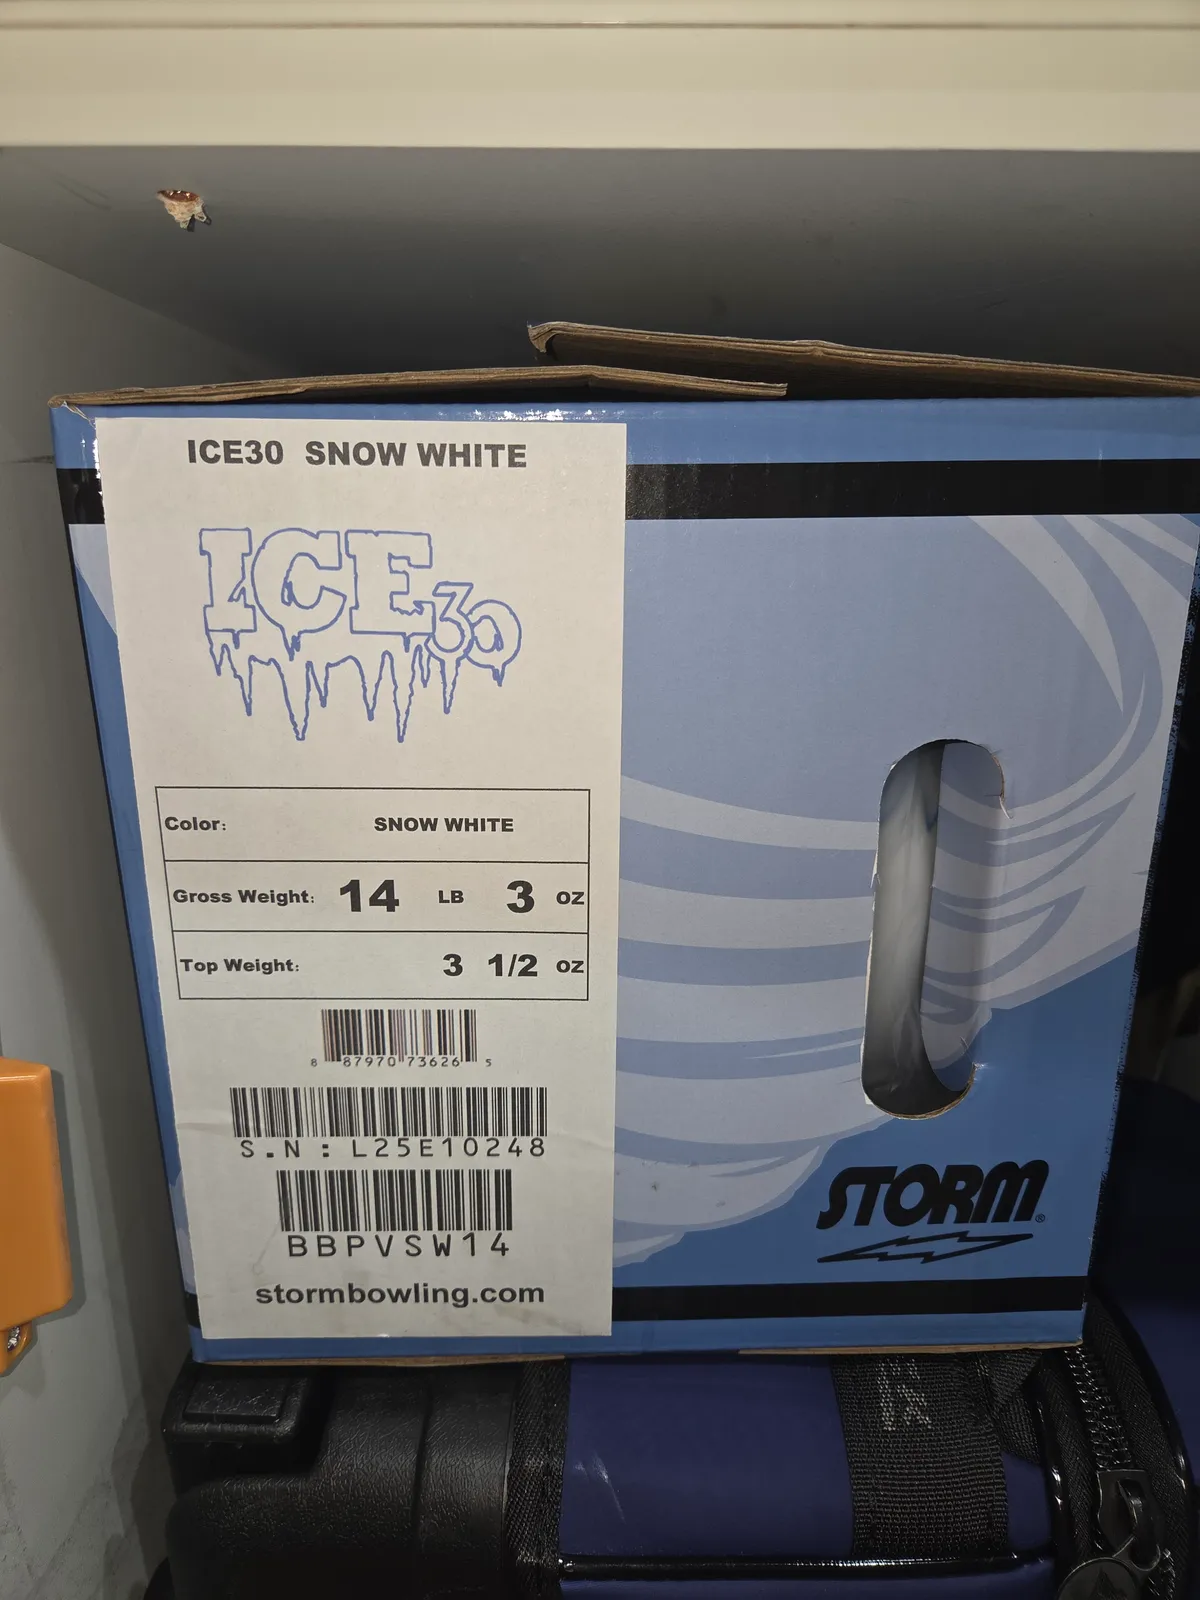 ICE30 SNOW WHITE
ICE30
Color: SNOW WHITE
Gross Weight: 14 LB 3 oz
Top Weight: 3 1/2 oz
8 87970 73626 5
S.N : L25E10248
BBPVSW14
stormbowling.com
STORM®